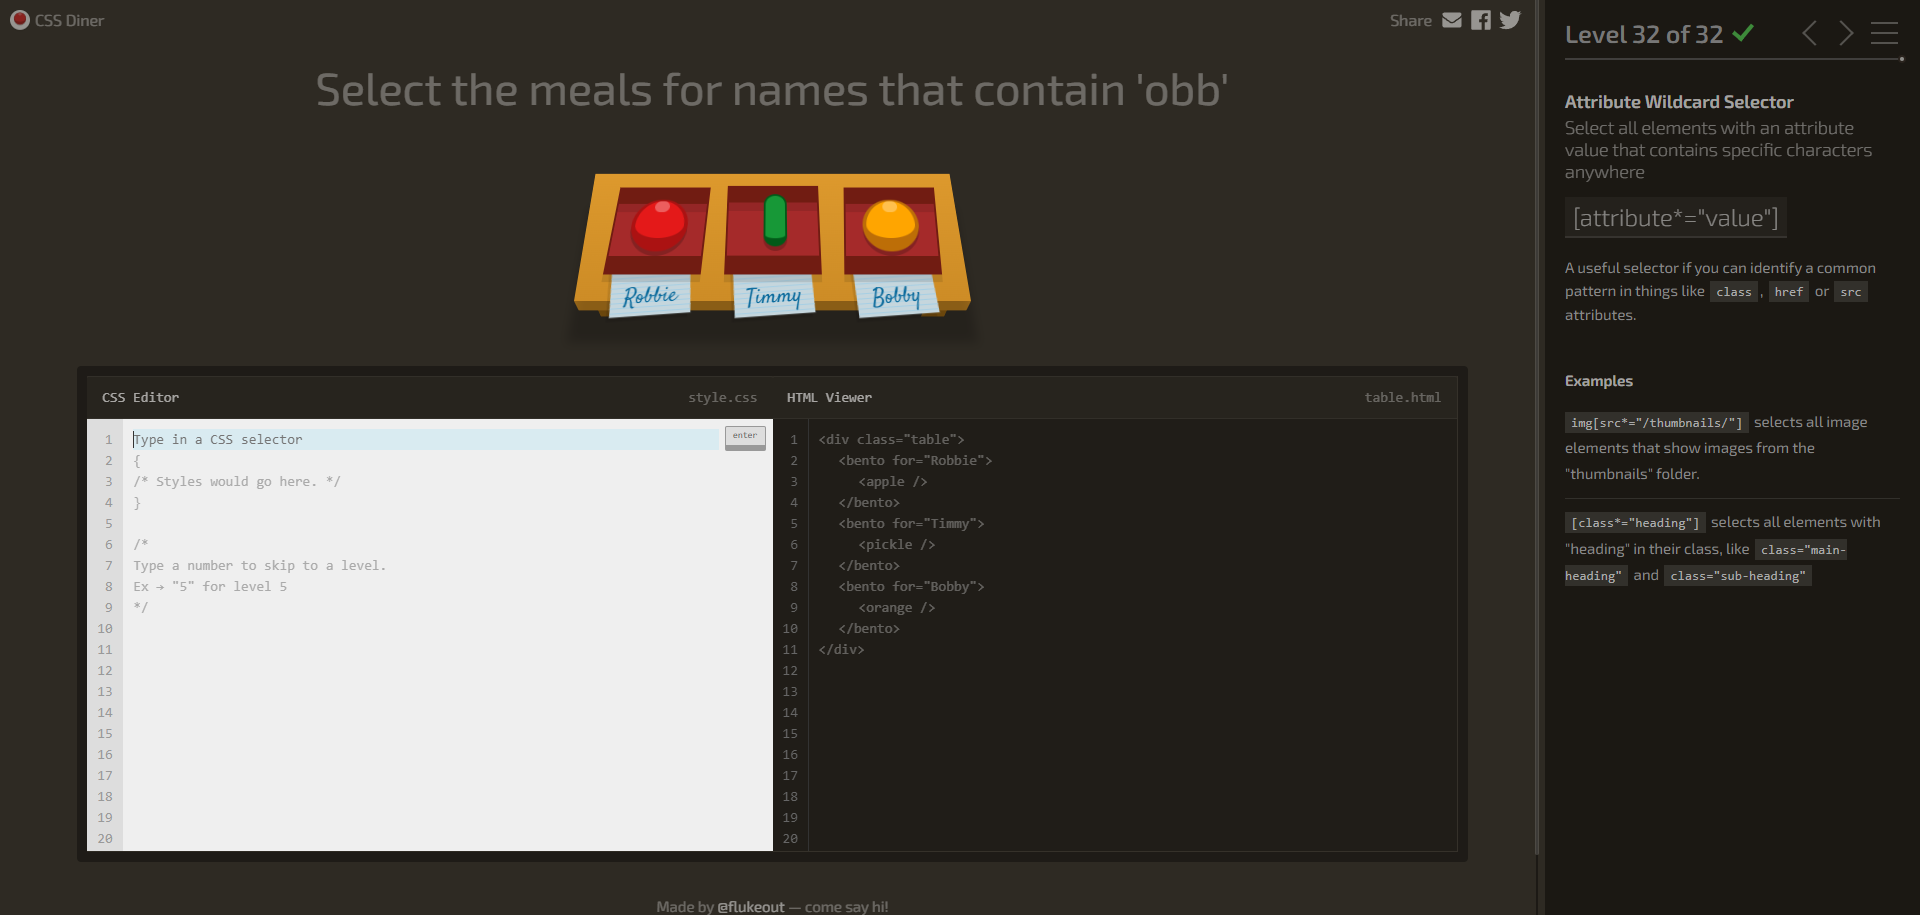 CSS Diner
Share
Select the meals for names that contain 'obb'
Robbie
Timmy
Bobby
CSS Editor
style.css
1 Type in a CSS selector
enter
2 {
3 /* Styles would go here. */
4 }
5
6 /*
7 Type a number to skip to a level.
8 Ex → "5" for level 5
9 */
10
11
12
13
14
15
16
17
18
19
20
HTML Viewer
table.html
1 <div class="table">
2 <bento for="Robbie">
3 <apple />
4 </bento>
5 <bento for="Timmy">
6 <pickle />
7 </bento>
8 <bento for="Bobby">
9 <orange />
10 </bento>
11 </div>
12
13
14
15
16
17
18
19
20
Made by @flukeout — come say hi!
Level 32 of 32
Attribute Wildcard Selector
Select all elements with an attribute
value that contains specific characters
anywhere
[attribute*="value"]
A useful selector if you can identify a common
pattern in things like class , href or src
attributes.
Examples
img[src*="/thumbnails/"] selects all image
elements that show images from the
"thumbnails" folder.
[class*="heading"] selects all elements with
"heading" in their class, like class="main-
heading" and class="sub-heading"